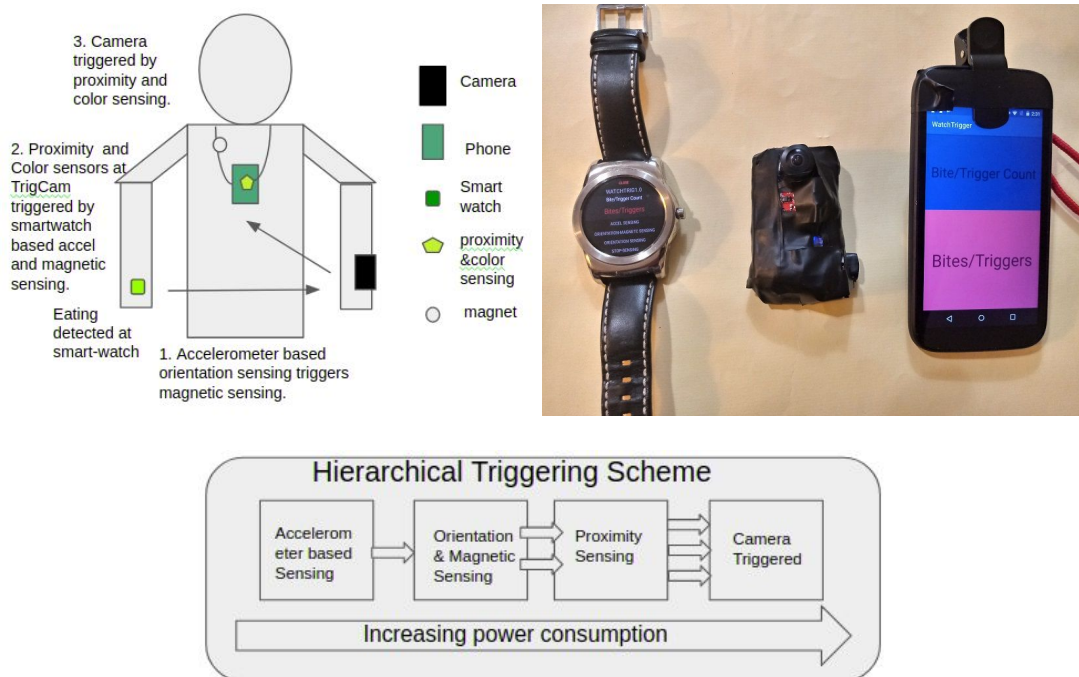 3. Camera
triggered by
proximity and
color sensing.
2. Proximity and
Color sensors at
TrigCam
triggered by
smartwatch
based accel
and magnetic
sensing.
Eating
detected at
smart-watch
1. Accelerometer based
orientation sensing triggers
magnetic sensing.
Camera
Phone
Smart
watch
proximity
&color
sensing
magnet
WATCHTRIG1.0
Bite/Trigger Count
Bites/Triggers
ACCEL SENSING
ORIENTATION MAGNETIC SENSING
ORIENTATION SENSING
STOP SENSING
WatchTrigger
Bite/Trigger Count
Bites/Triggers
Hierarchical Triggering Scheme
Accelerom
eter based
Sensing
Orientation
& Magnetic
Sensing
Proximity
Sensing
Camera
Triggered
Increasing power consumption